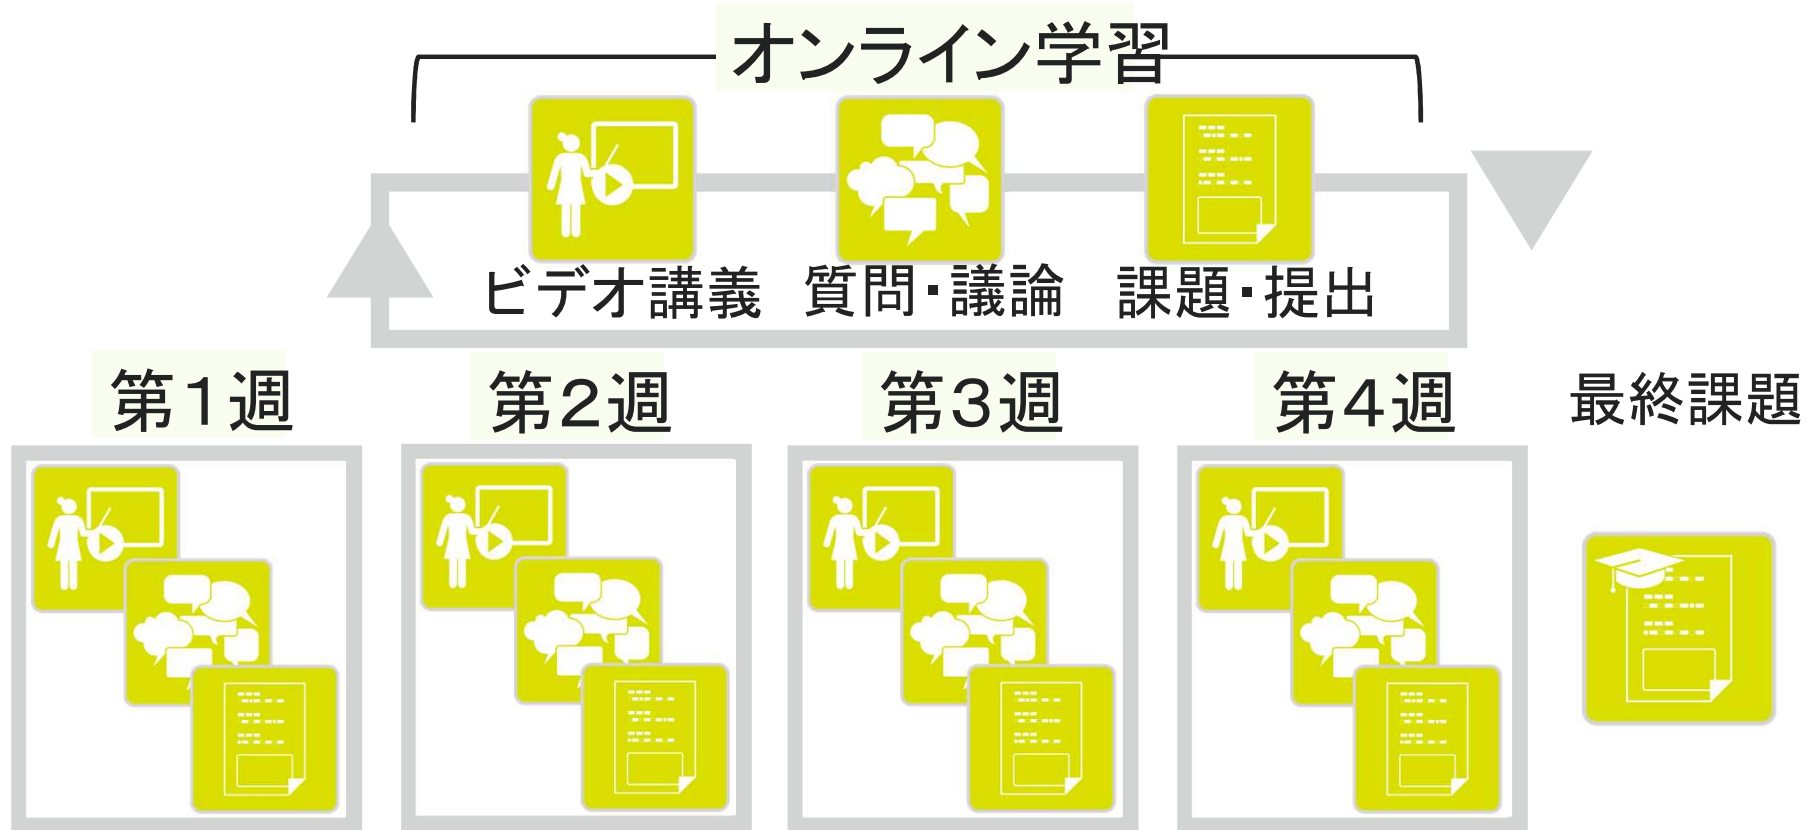 オンライン学習
ビデオ講義
質問・議論
課題・提出
第1週
第2週
第3週
第4週
最終課題